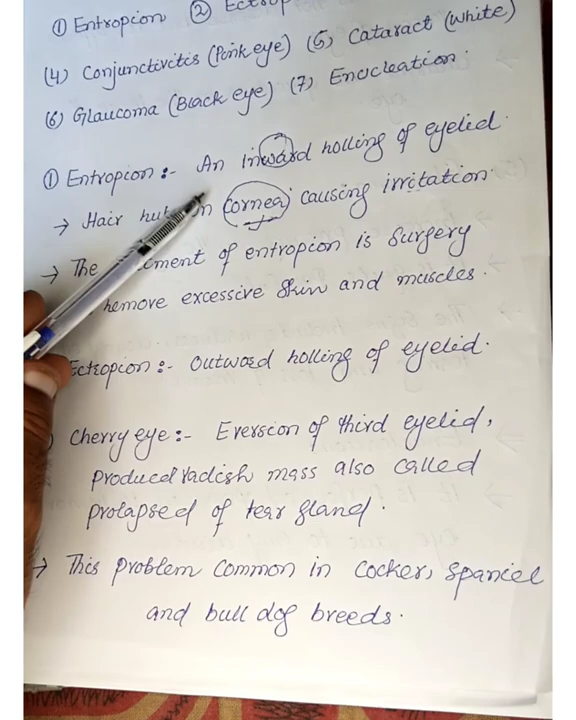 ① Entropion ② Ectrop
(4) Conjunctivitis (Pink eye) (5) Cataract (White)
(6) Glaucoma (Black eye) (7) Enucleation.
① Entropion :- An inward rolling of eyelid.
→ Hair rub on cornea causing irritation.
→ The ment of entropion is Surgery
remove excessive skin and muscles.
Ectropion :- Outward rolling of eyelid.
Cherry eye :- Eversion of third eyelid,
produced radish mass also called
prolapsed of tear gland.
→ This problem common in cocker, spaniel
and bull dog breeds.